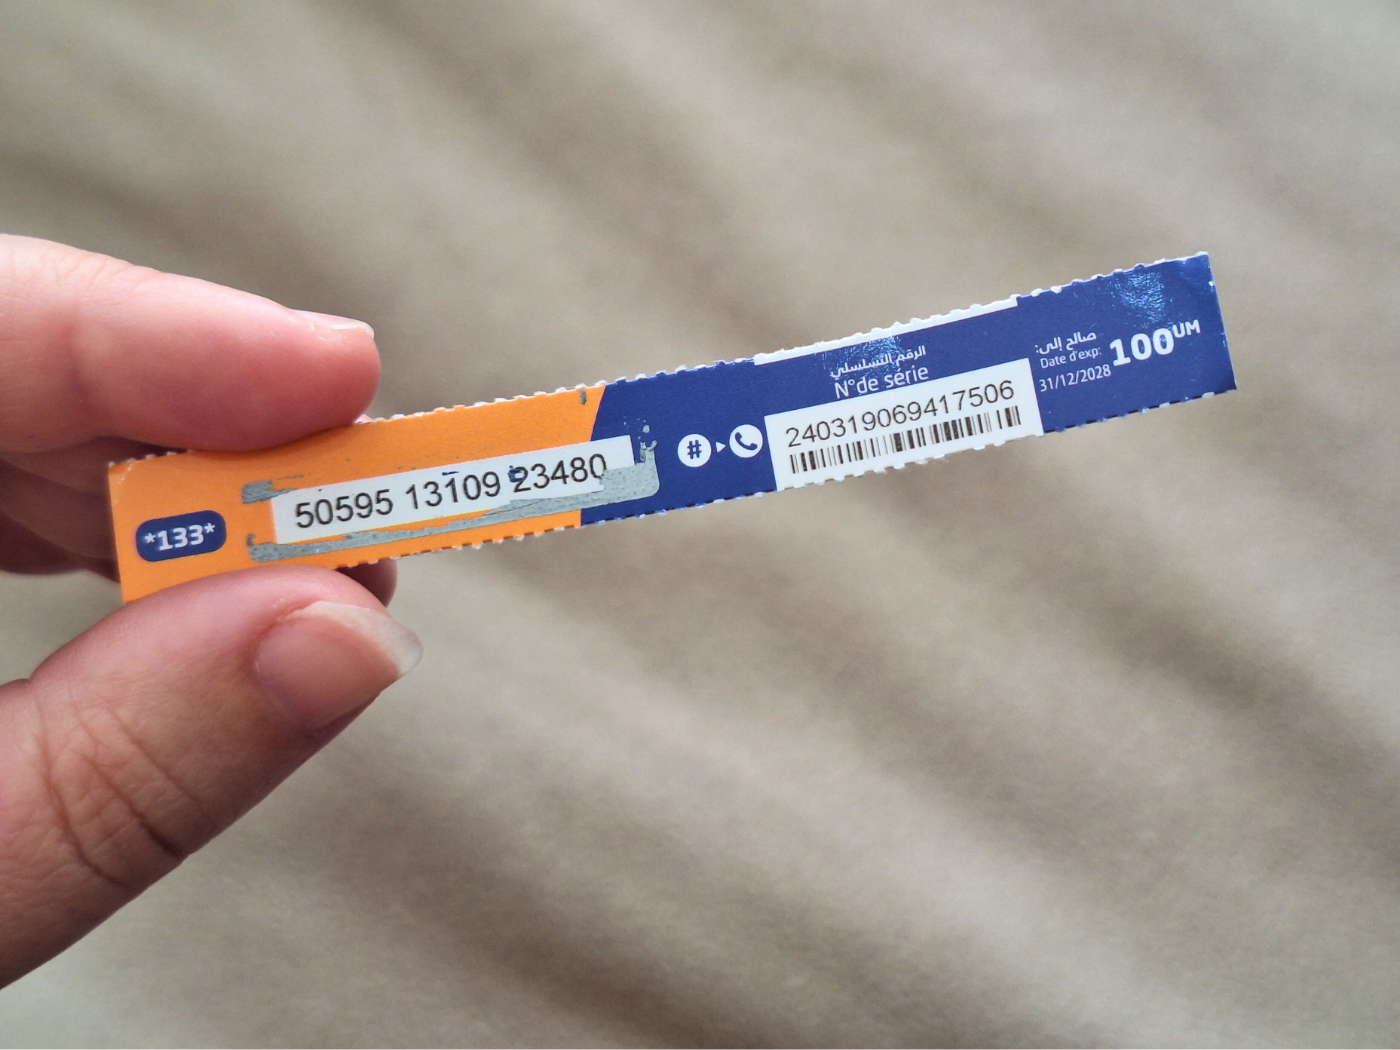 *133*
50595 13109 23480
#
الرقم التسلسلي
N°de série
240319069417506
صالح إلى:
Date d'exp:
31/12/2028
100UM